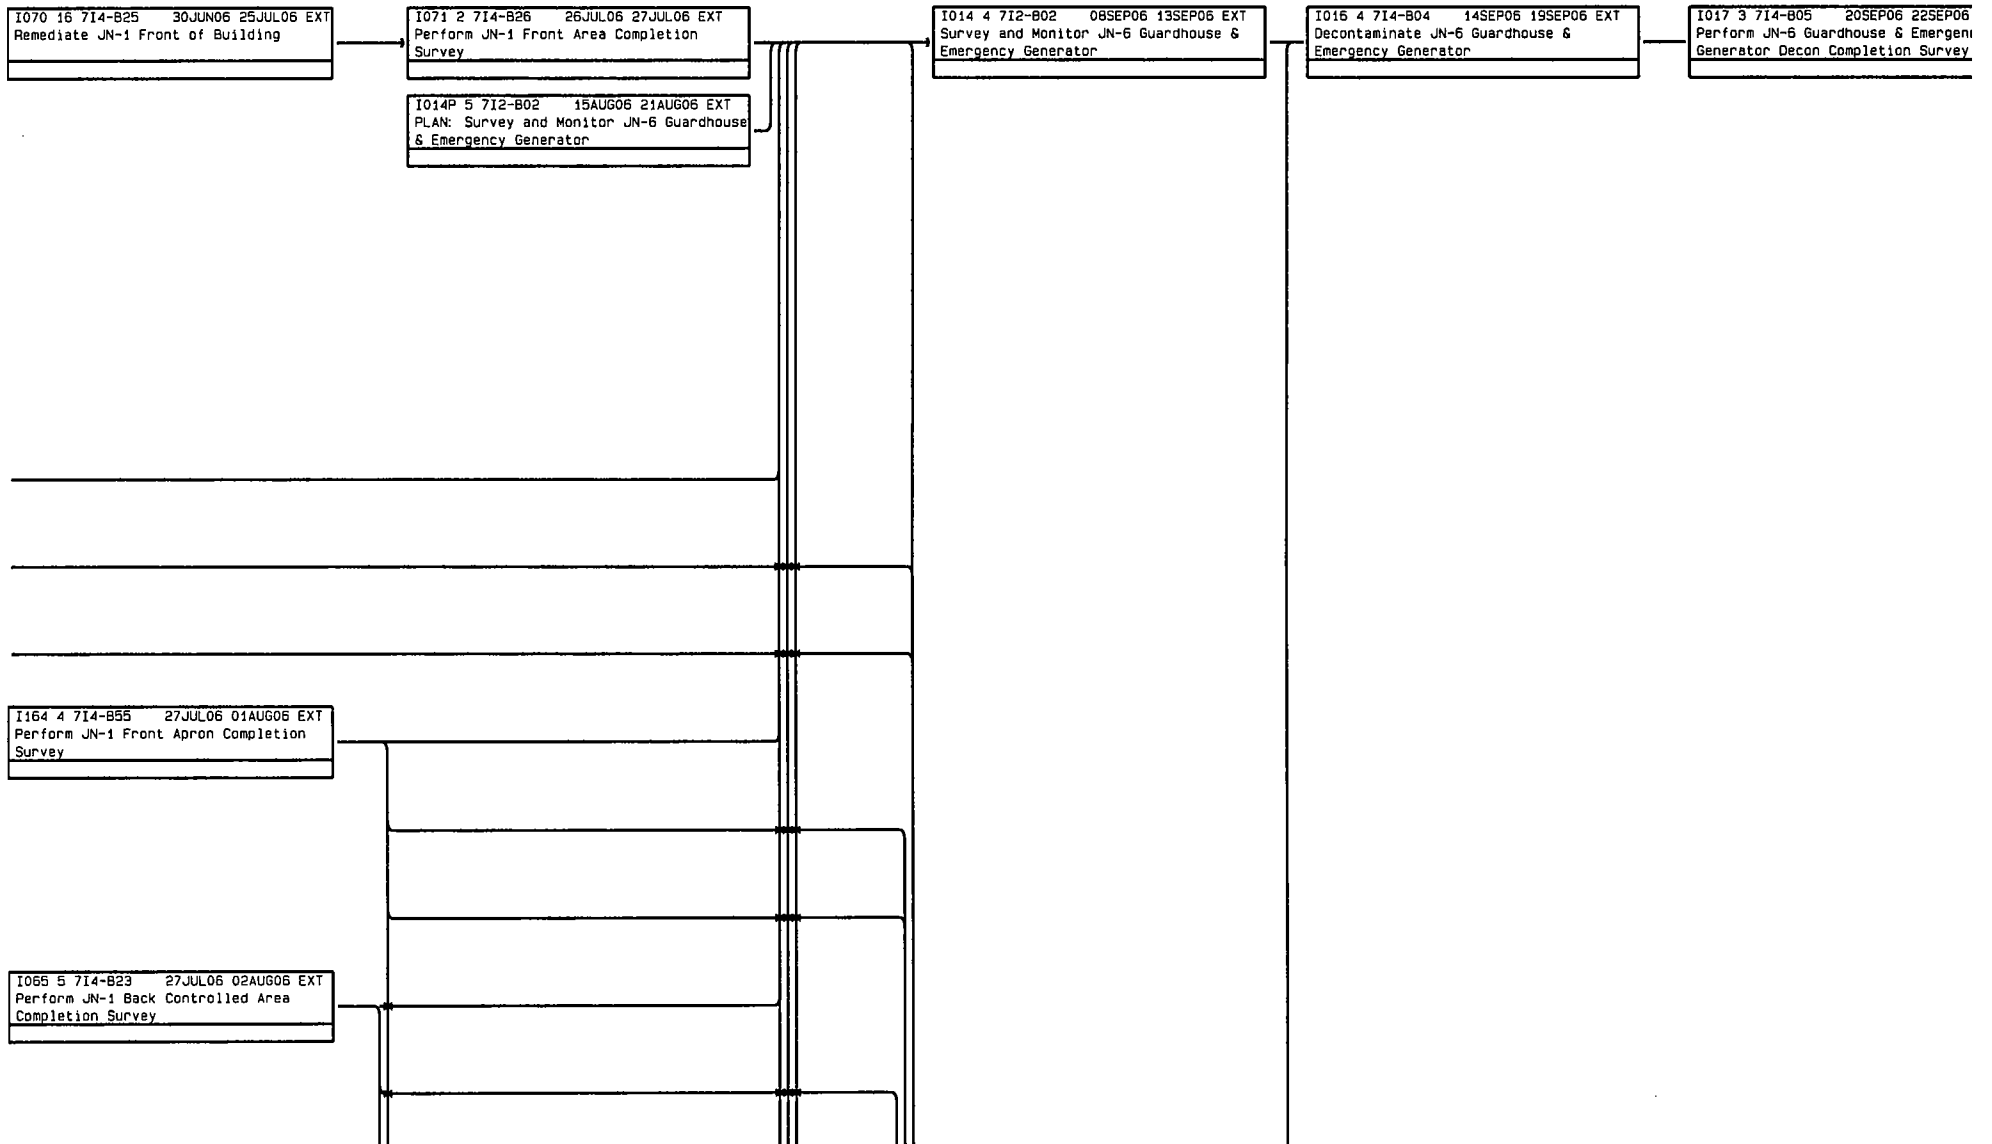 I070 16 7I4-B25 30JUN06 25JUL06 EXT
Remediate JN-1 Front of Building
I071 2 7I4-B26 26JUL06 27JUL06 EXT
Perform JN-1 Front Area Completion
Survey
I014P 5 7I2-B02 15AUG06 21AUG06 EXT
PLAN: Survey and Monitor JN-6 Guardhouse
& Emergency Generator
I014 4 7I2-B02 08SEP06 13SEP06 EXT
Survey and Monitor JN-6 Guardhouse &
Emergency Generator
I016 4 7I4-B04 14SEP06 19SEP06 EXT
Decontaminate JN-6 Guardhouse &
Emergency Generator
I017 3 7I4-B05 20SEP06 22SEP06
Perform JN-6 Guardhouse &
Generator Decon Completion Survey
I164 4 7I4-B55 27JUL06 01AUG06 EXT
Perform JN-1 Front Apron Completion
Survey
I065 5 7I4-B23 27JUL06 02AUG06 EXT
Perform JN-1 Back Controlled Area
Completion Survey